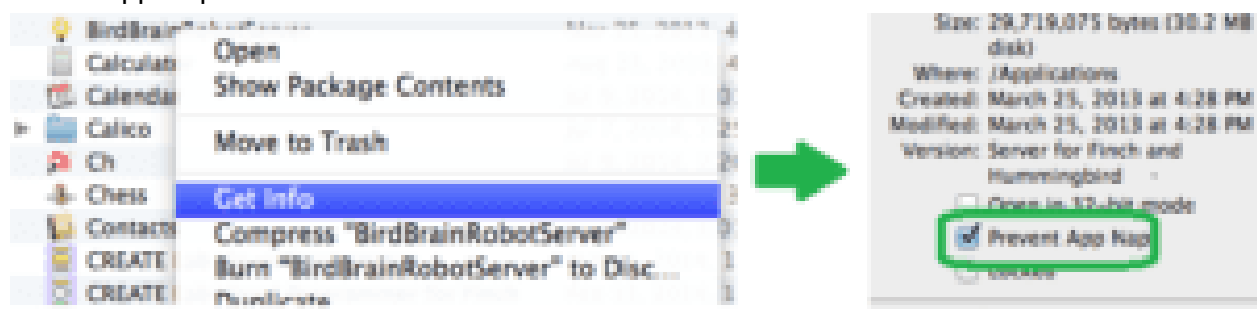 BirdBrain
Calculat
Calendar
Calico
Ch
Chess
Contacts
CREATE
CREATE
Open
Show Package Contents
Move to Trash
Get Info
Compress "BirdBrainRobotServer"
Burn "BirdBrainRobotServer" to Disc...
Duplicate
Size: 29,719,075 bytes (30.2 MB
disk)
Where: /Applications
Created: March 25, 2013 at 4:28 PM
Modified: March 25, 2013 at 4:28 PM
Version: Server for Finch and
Hummingbird
Open in 32-bit mode
Prevent App Nap
Locked